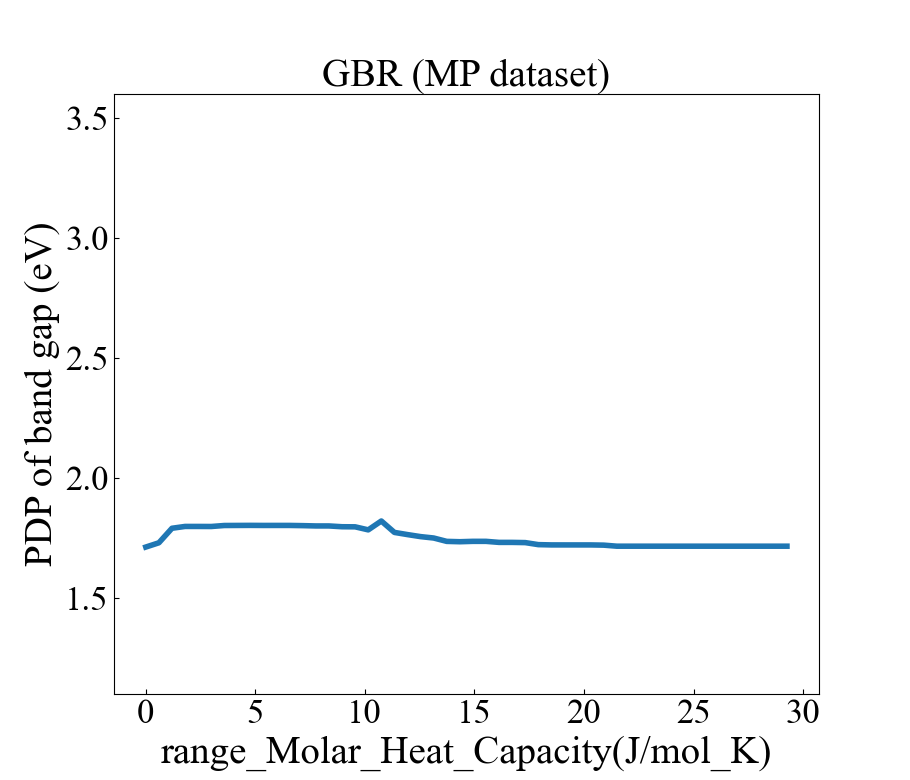 GBR (MP dataset)
PDP of band gap (eV)
3.5
3.0
2.5
2.0
1.5
0 5 10 15 20 25 30
range_Molar_Heat_Capacity(J/mol_K)